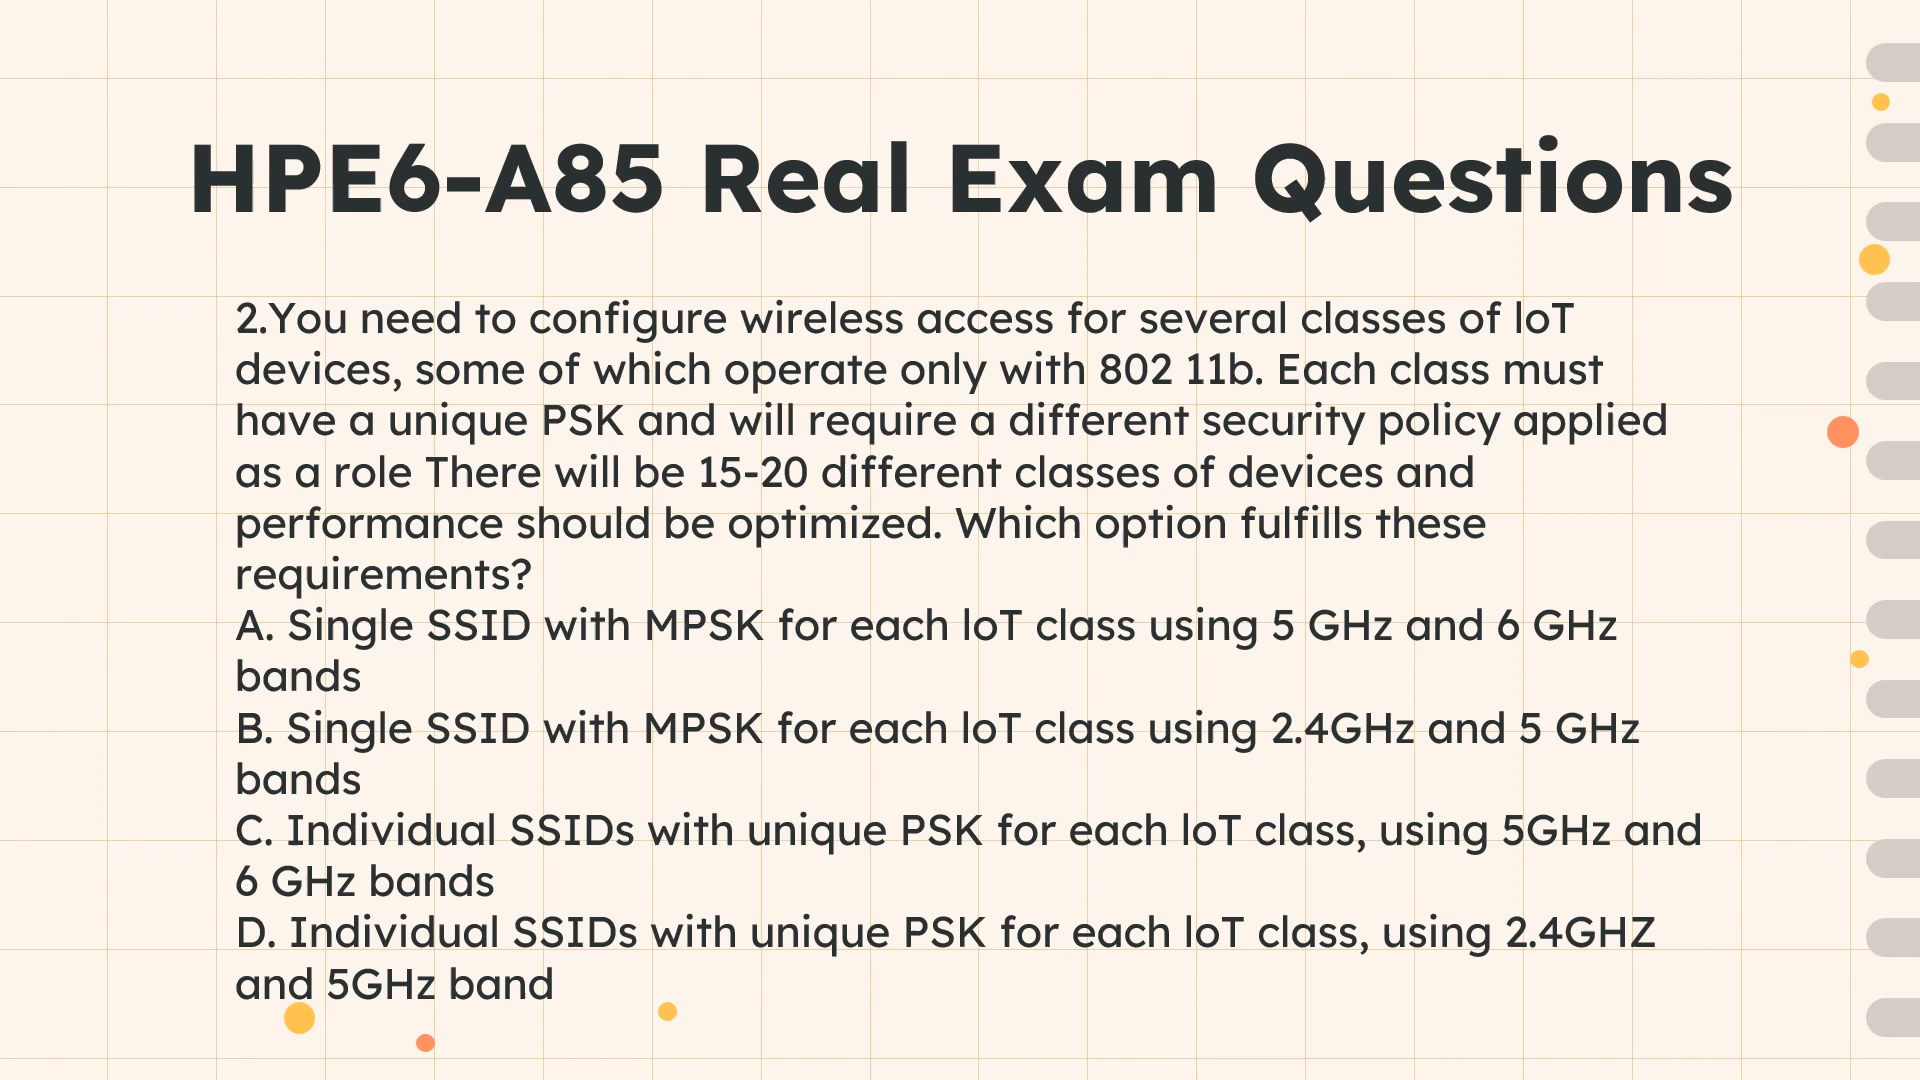 HPE6-A85 Real Exam Questions
2.You need to configure wireless access for several classes of loT
devices, some of which operate only with 802 11b. Each class must
have a unique PSK and will require a different security policy applied
as a role There will be 15-20 different classes of devices and
performance should be optimized. Which option fulfills these
requirements?
A. Single SSID with MPSK for each loT class using 5 GHz and 6 GHz
bands
B. Single SSID with MPSK for each loT class using 2.4GHz and 5 GHz
bands
C. Individual SSIDs with unique PSK for each loT class, using 5GHz and
6 GHz bands
D. Individual SSIDs with unique PSK for each loT class, using 2.4GHZ
and 5GHz band